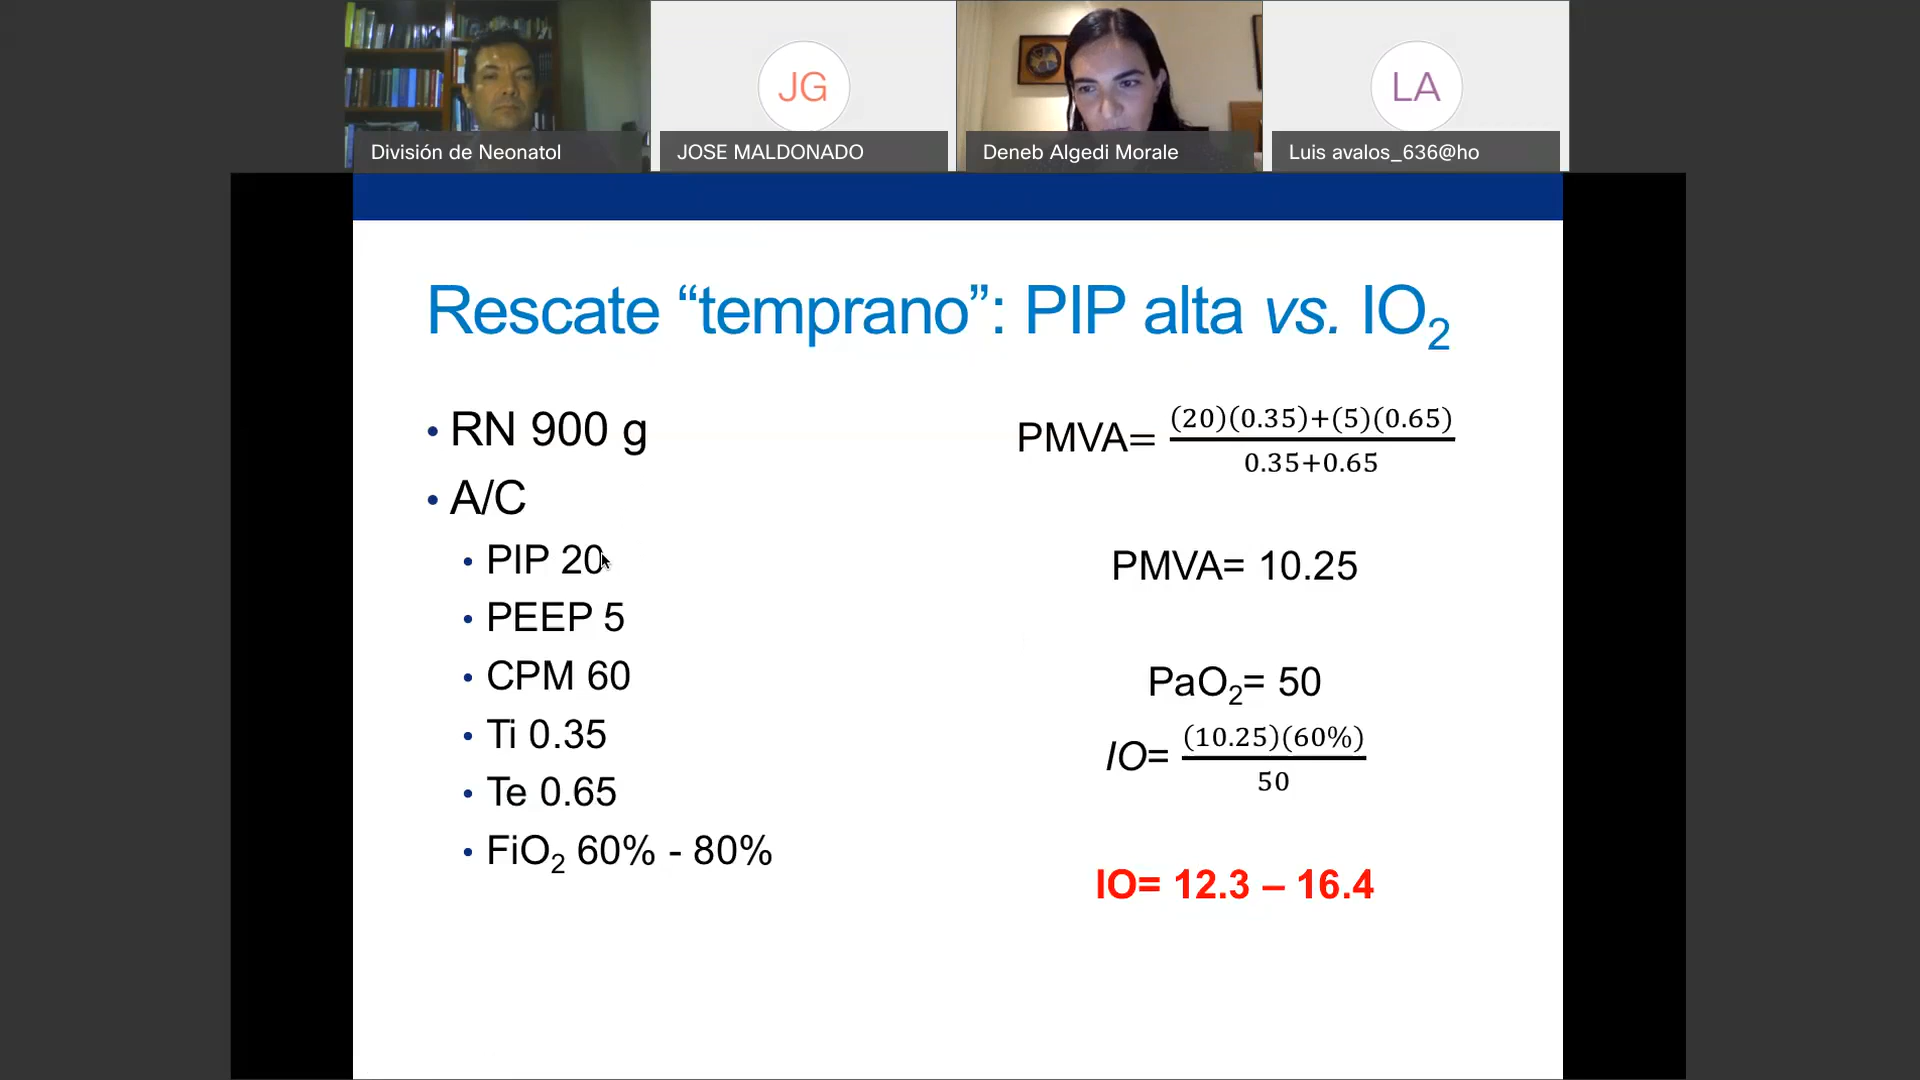 JG
LA
División de Neonatol
JOSE MALDONADO
Deneb Algedi Morale
Luis avalos_636@ho
Rescate “temprano”: PIP alta vs. IO₂
• RN 900 g
• A/C
• PIP 20
• PEEP 5
• CPM 60
• Ti 0.35
• Te 0.65
• FiO₂ 60% - 80%
PMVA= (20)(0.35)+(5)(0.65)
0.35+0.65
PMVA= 10.25
PaO₂= 50
IO= (10.25)(60%)
50
IO= 12.3 – 16.4